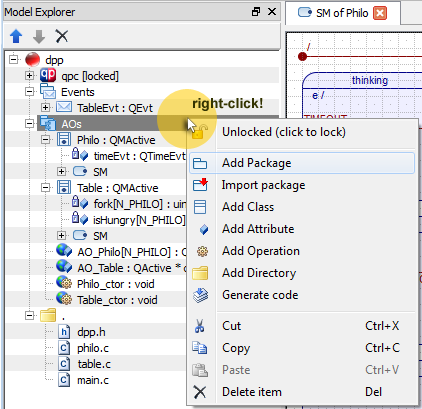 Model Explorer
SM of Philo
dpp
qpc [locked]
Events
TableEvt : QEvt
right-click!
AOs
Philo : QMActive
timeEvt : QTimeEv
SM
Table : QMActive
fork[N_PHILO] : uin
isHungry[N_PHILO]
SM
AO_Philo[N_PHILO] : Q
AO_Table : QActive * c
Philo_ctor : void
Table_ctor : void
.
dpp.h
philo.c
table.c
main.c
/
thinking
e /
TIMEOUT
Unlocked (click to lock)
Add Package
Import package
Add Class
Add Attribute
Add Operation
Add Directory
Generate code
Cut Ctrl+X
Copy Ctrl+C
Paste Ctrl+V
Delete item Del